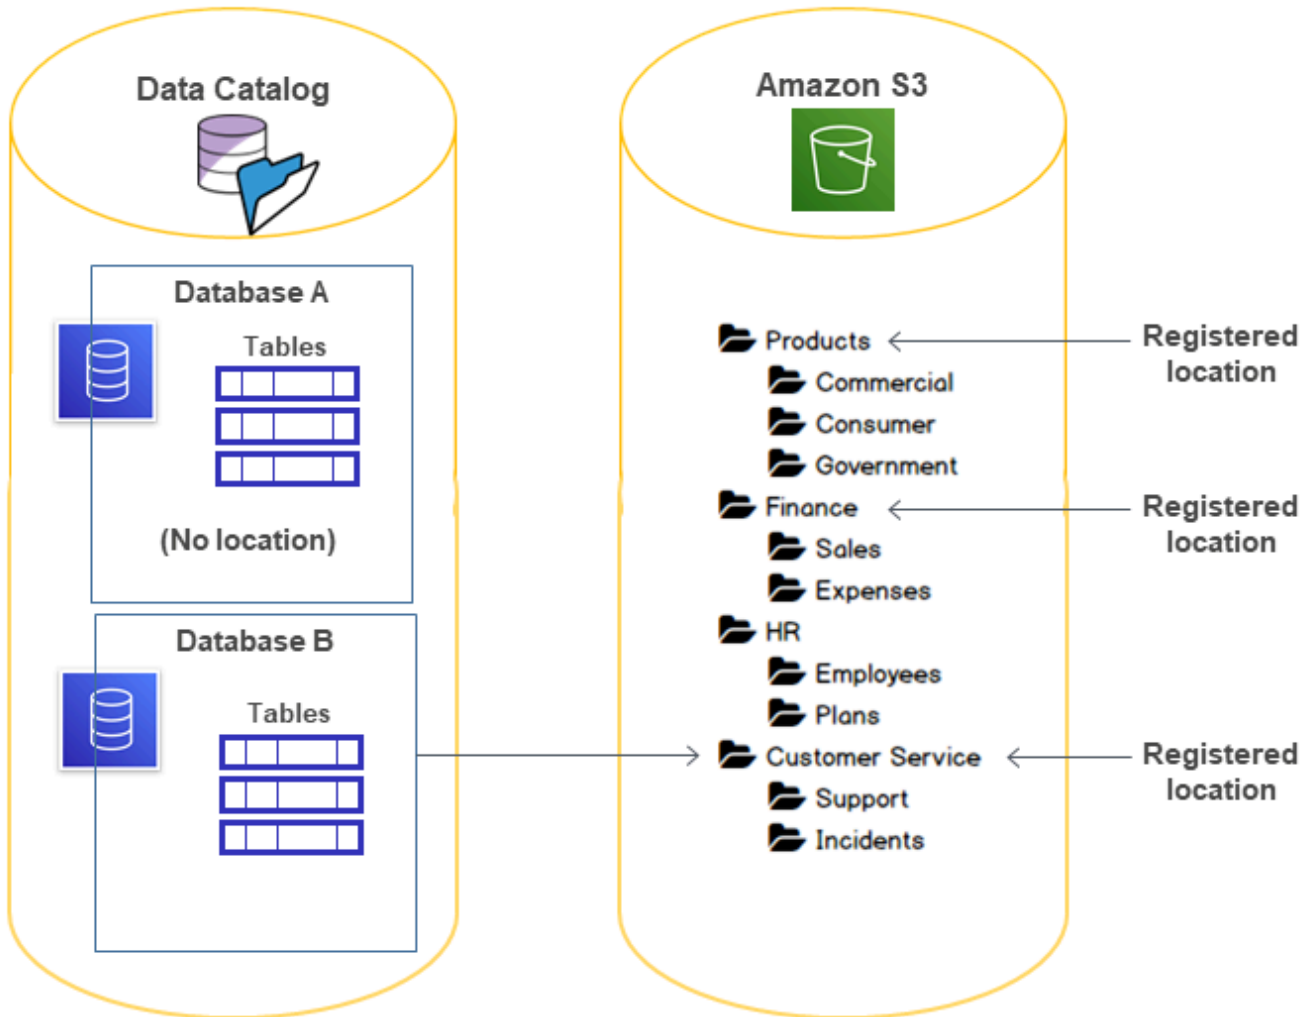 Data Catalog
Database A
Tables
(No location)
Database B
Tables
Amazon S3
Products
Commercial
Consumer
Government
Finance
Sales
Expenses
HR
Employees
Plans
Customer Service
Support
Incidents
Registered
location
Registered
location
Registered
location